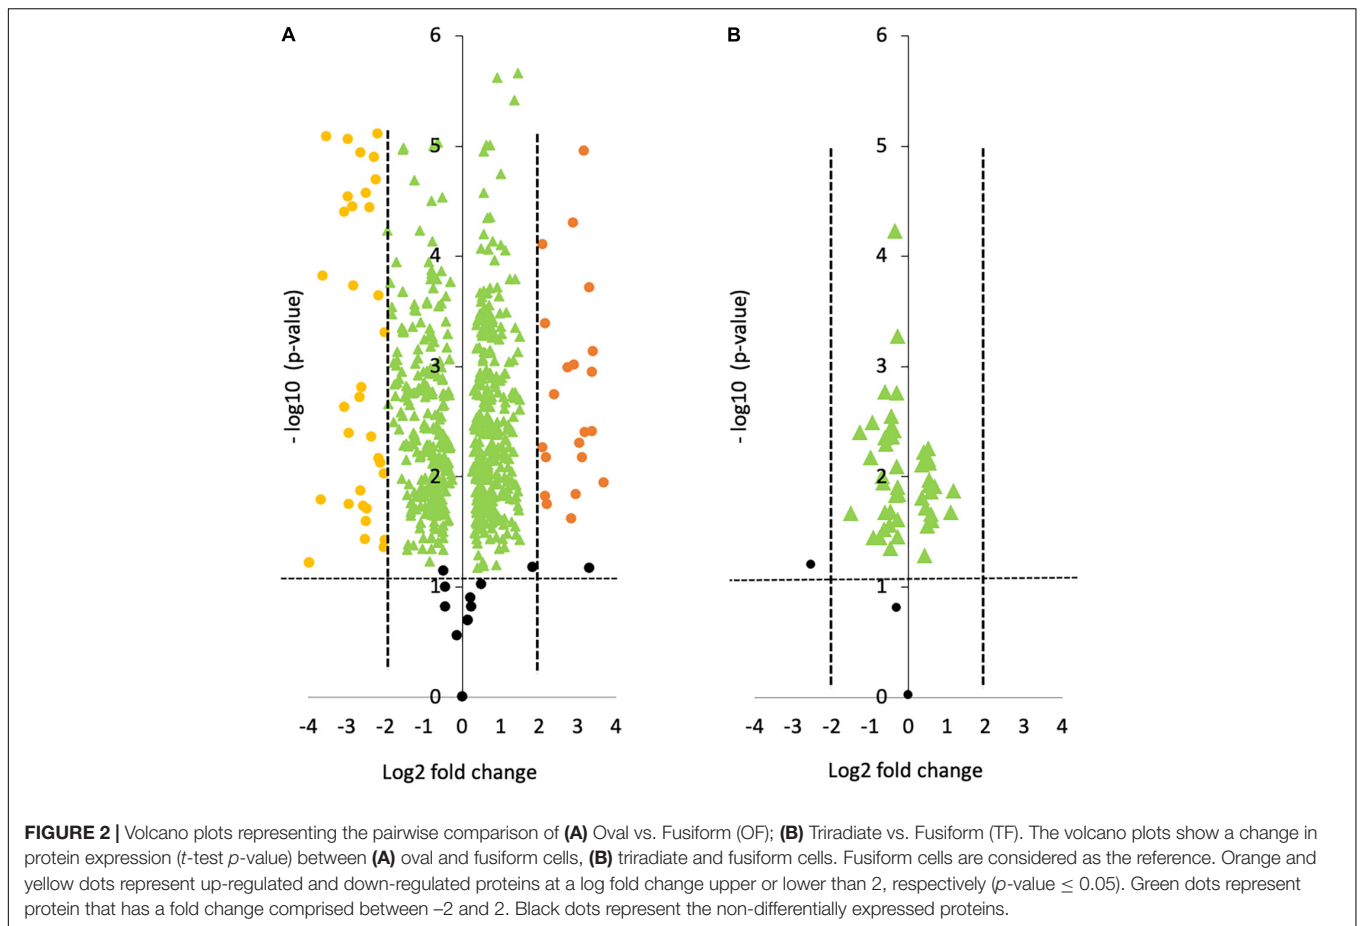 A
B
6
5
4
3
2
1
0
- log10 (p-value)
-4 -3 -2 -1 0 1 2 3 4
Log2 fold change
6
5
4
3
2
1
0
- log10 (p-value)
-4 -3 -2 -1 0 1 2 3 4
Log2 fold change
FIGURE 2 | Volcano plots representing the pairwise comparison of (A) Oval vs. Fusiform (OF); (B) Triradiate vs. Fusiform (TF). The volcano plots show a change in
protein expression (t-test p-value) between (A) oval and fusiform cells, (B) triradiate and fusiform cells. Fusiform cells are considered as the reference. Orange and
yellow dots represent up-regulated and down-regulated proteins at a log fold change upper or lower than 2, respectively (p-value ≤ 0.05). Green dots represent
protein that has a fold change comprised between –2 and 2. Black dots represent the non-differentially expressed proteins.